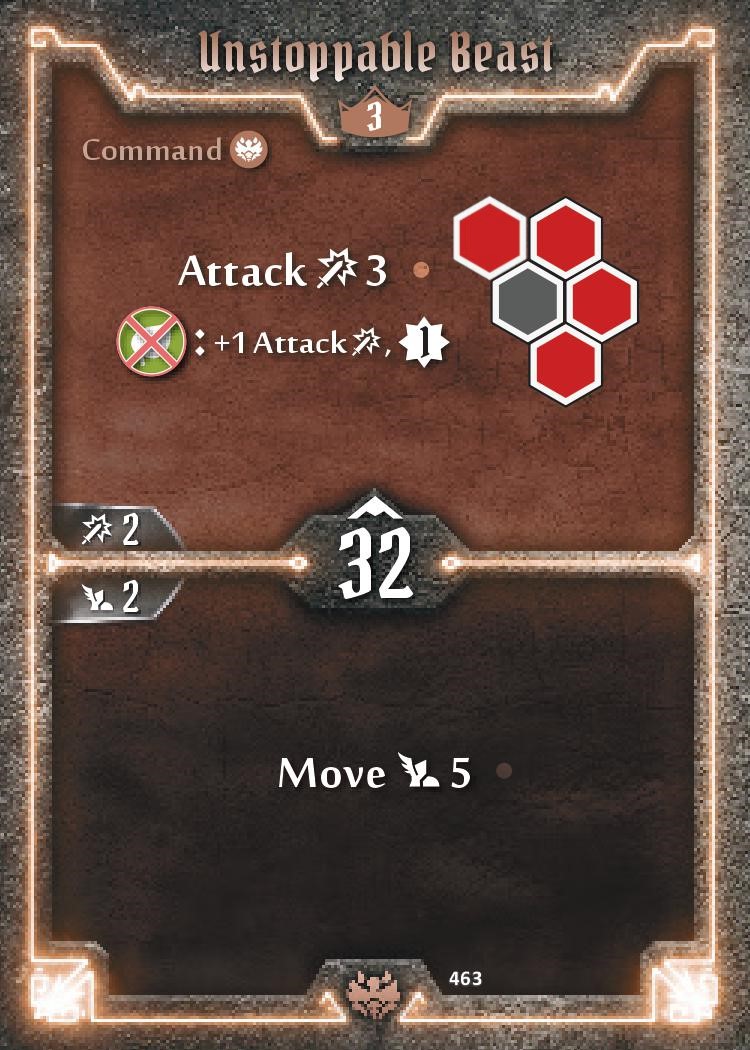 Unstoppable Beast
3
Command
Attack 3
: +1 Attack , 1
2
32
2
Move 5
463